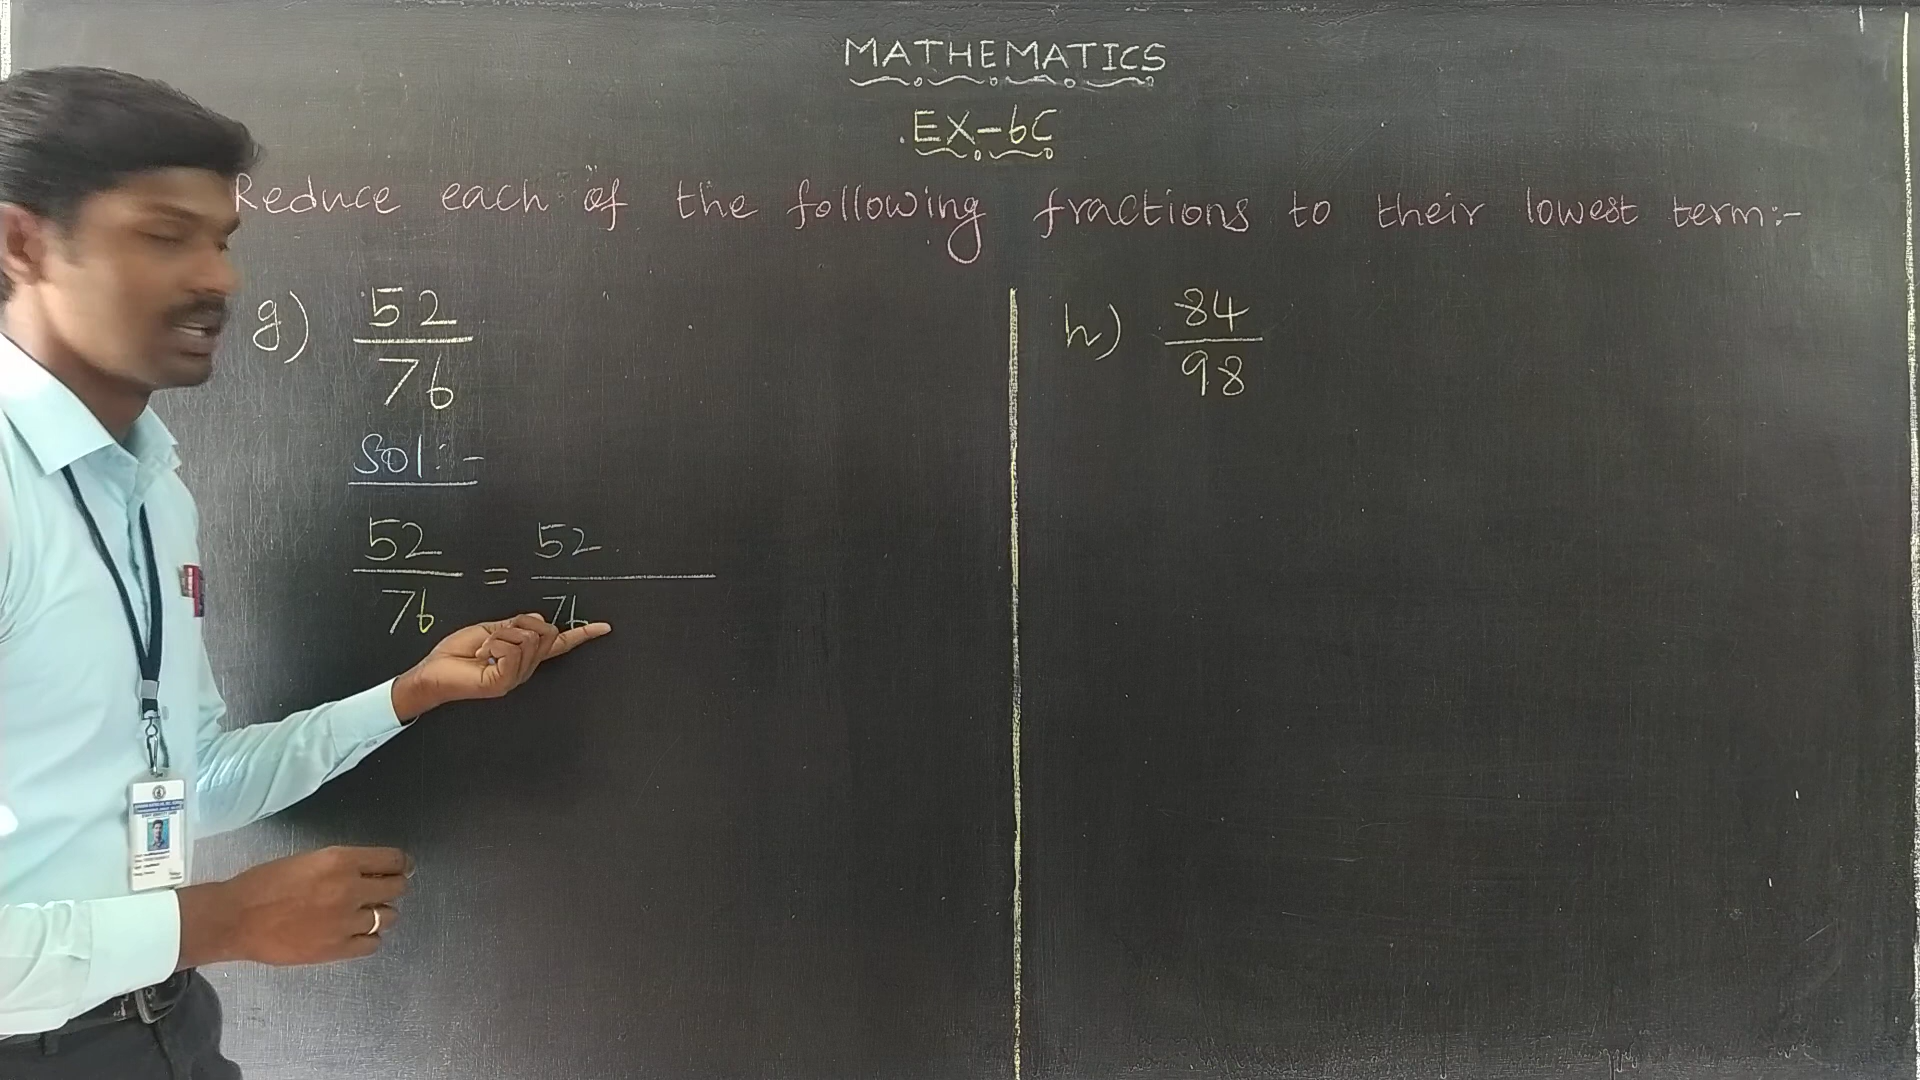 MATHEMATICS
EX-6C
Reduce each of the following fractions to their lowest term:-
g) 52/76
Sol:-
52/76 = 52/76
h) 84/98